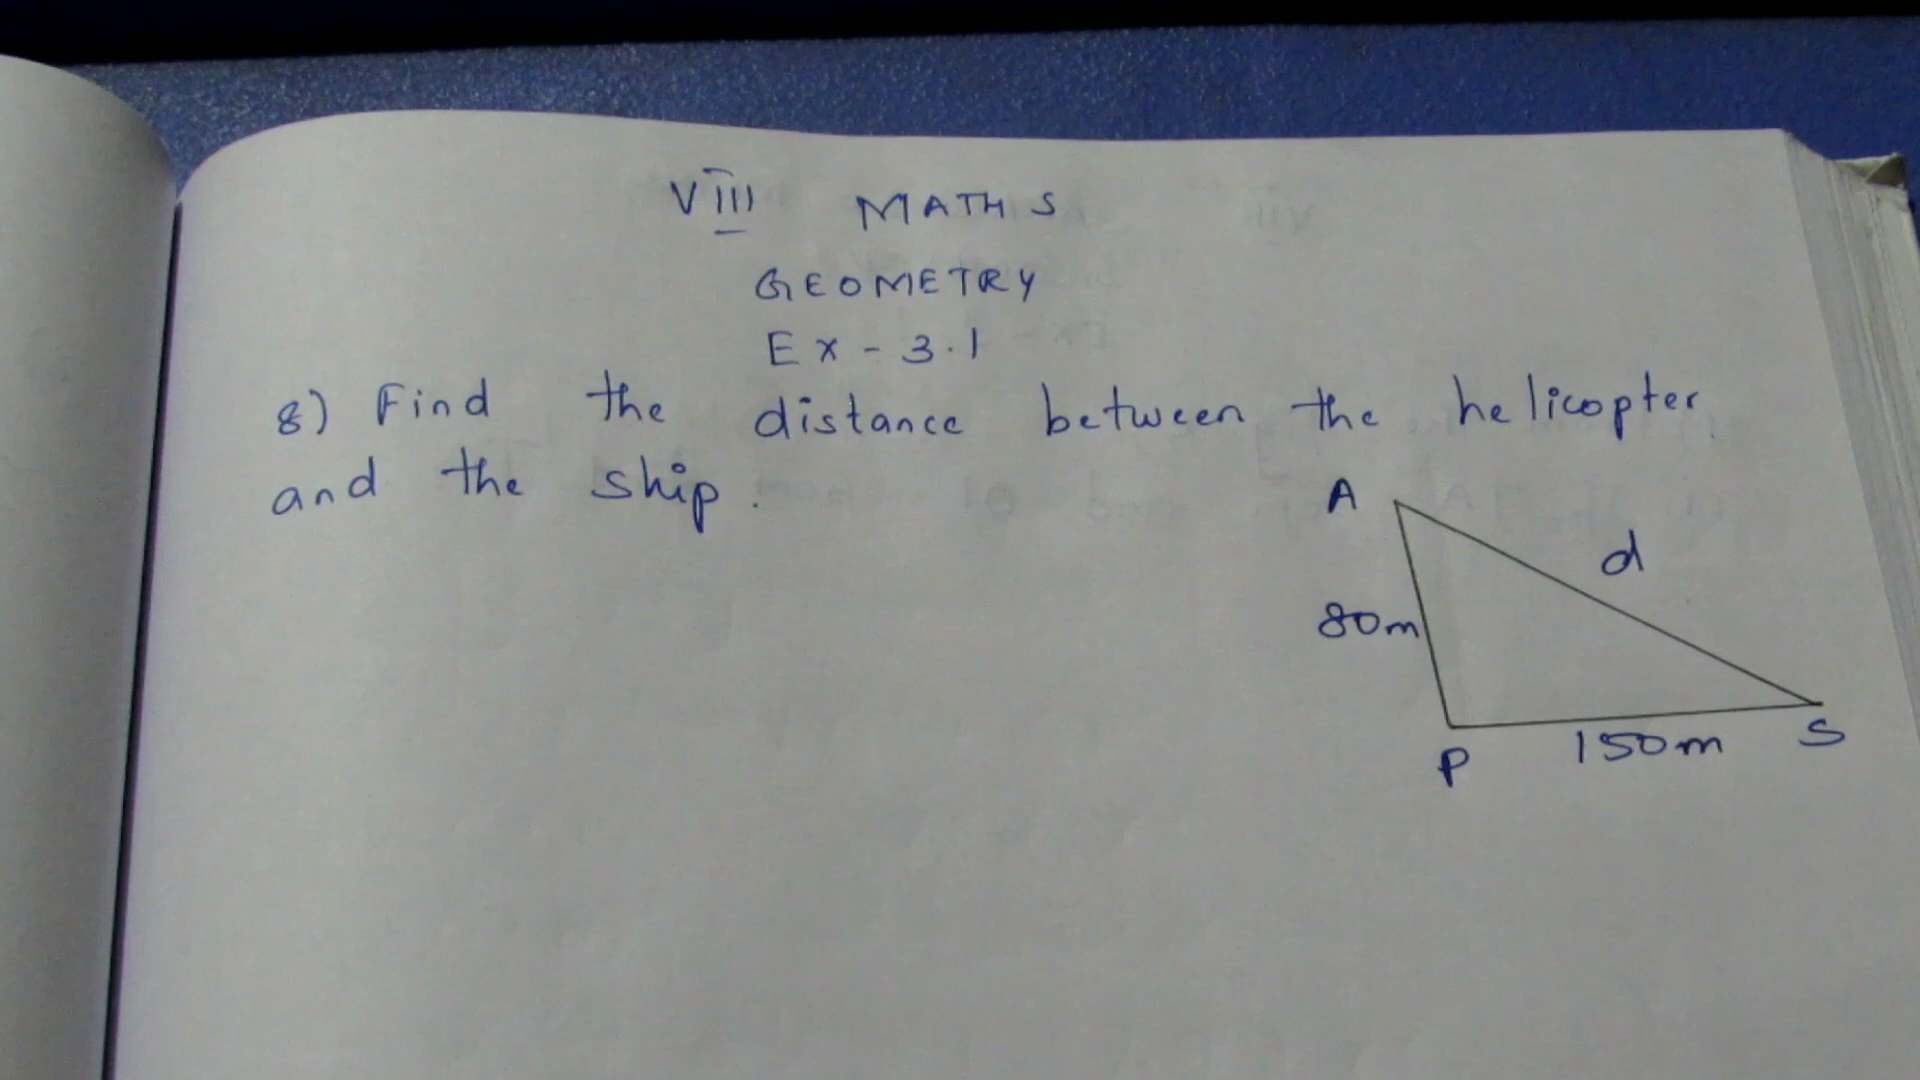 VIII MATHS
GEOMETRY
Ex - 3.1
8) Find the distance between the helicopter
and the ship.
A
d
80m
P 150m S